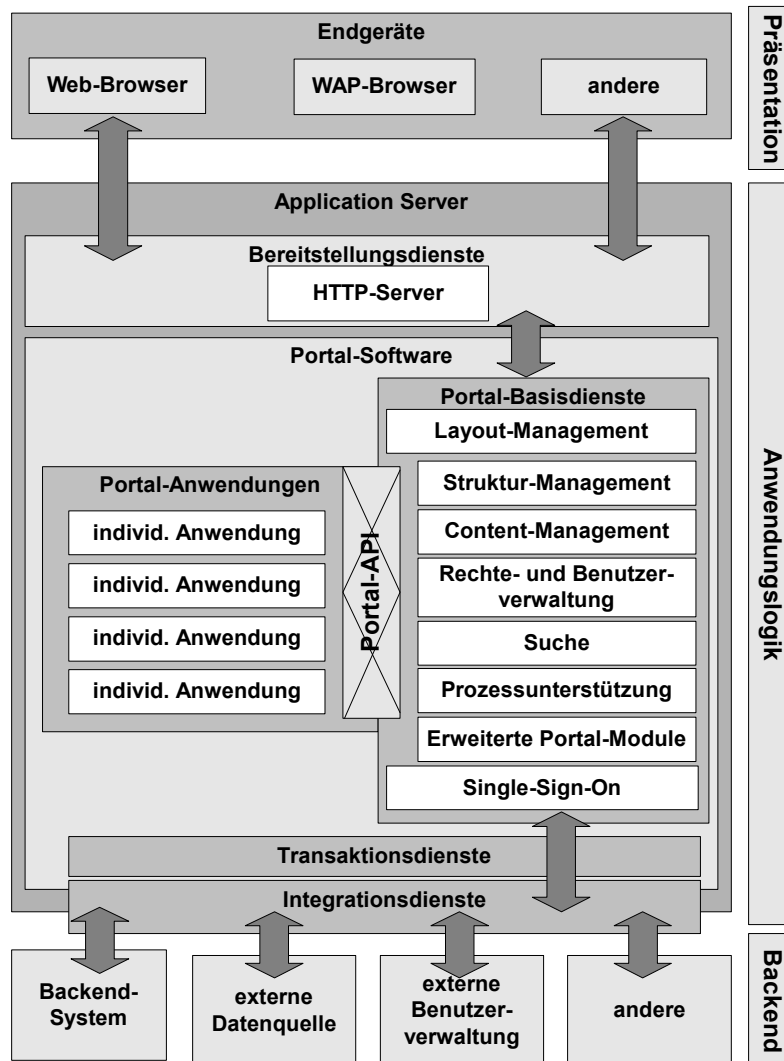 Endgeräte
Web-Browser
WAP-Browser
andere
Präsentation
Application Server
Bereitstellungsdienste
HTTP-Server
Portal-Software
Portal-Basisdienste
Layout-Management
Portal-Anwendungen
individ. Anwendung
individ. Anwendung
individ. Anwendung
individ. Anwendung
Portal-API
Struktur-Management
Content-Management
Rechte- und Benutzer-
verwaltung
Suche
Prozessunterstützung
Erweiterte Portal-Module
Single-Sign-On
Transaktionsdienste
Integrationsdienste
Anwendungslogik
Backend-
System
externe
Datenquelle
externe
Benutzer-
verwaltung
andere
Backend